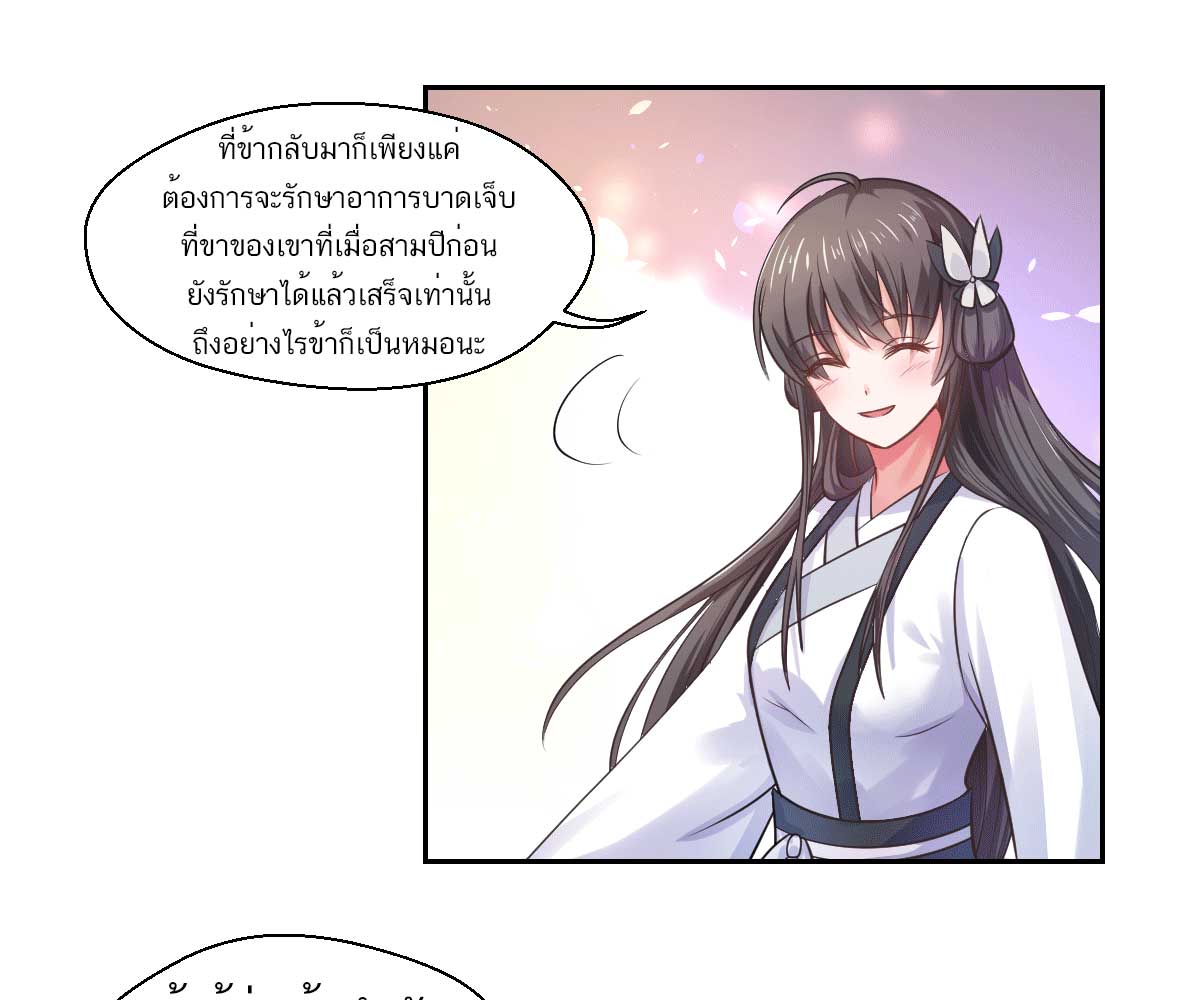 ที่ข้ากลับมาก็เพียงแค่
ต้องการจะรักษาอาการบาดเจ็บ
ที่ขาของเขาที่เมื่อสามปีก่อน
ยังรักษาได้แล้วเสร็จเท่านั้น
ถึงอย่างไรข้าก็เป็นหมอนะ